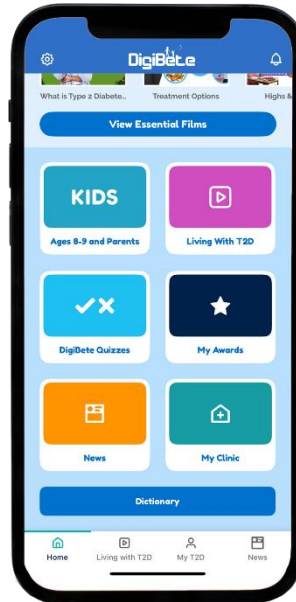 DigiBete
What is Type 2 Diabete..
Treatment Options
Highs &
View Essential Films
KIDS
Ages 8-9 and Parents
Living With T2D
DigiBete Quizzes
My Awards
News
My Clinic
Dictionary
Home
Living with T2D
My T2D
News